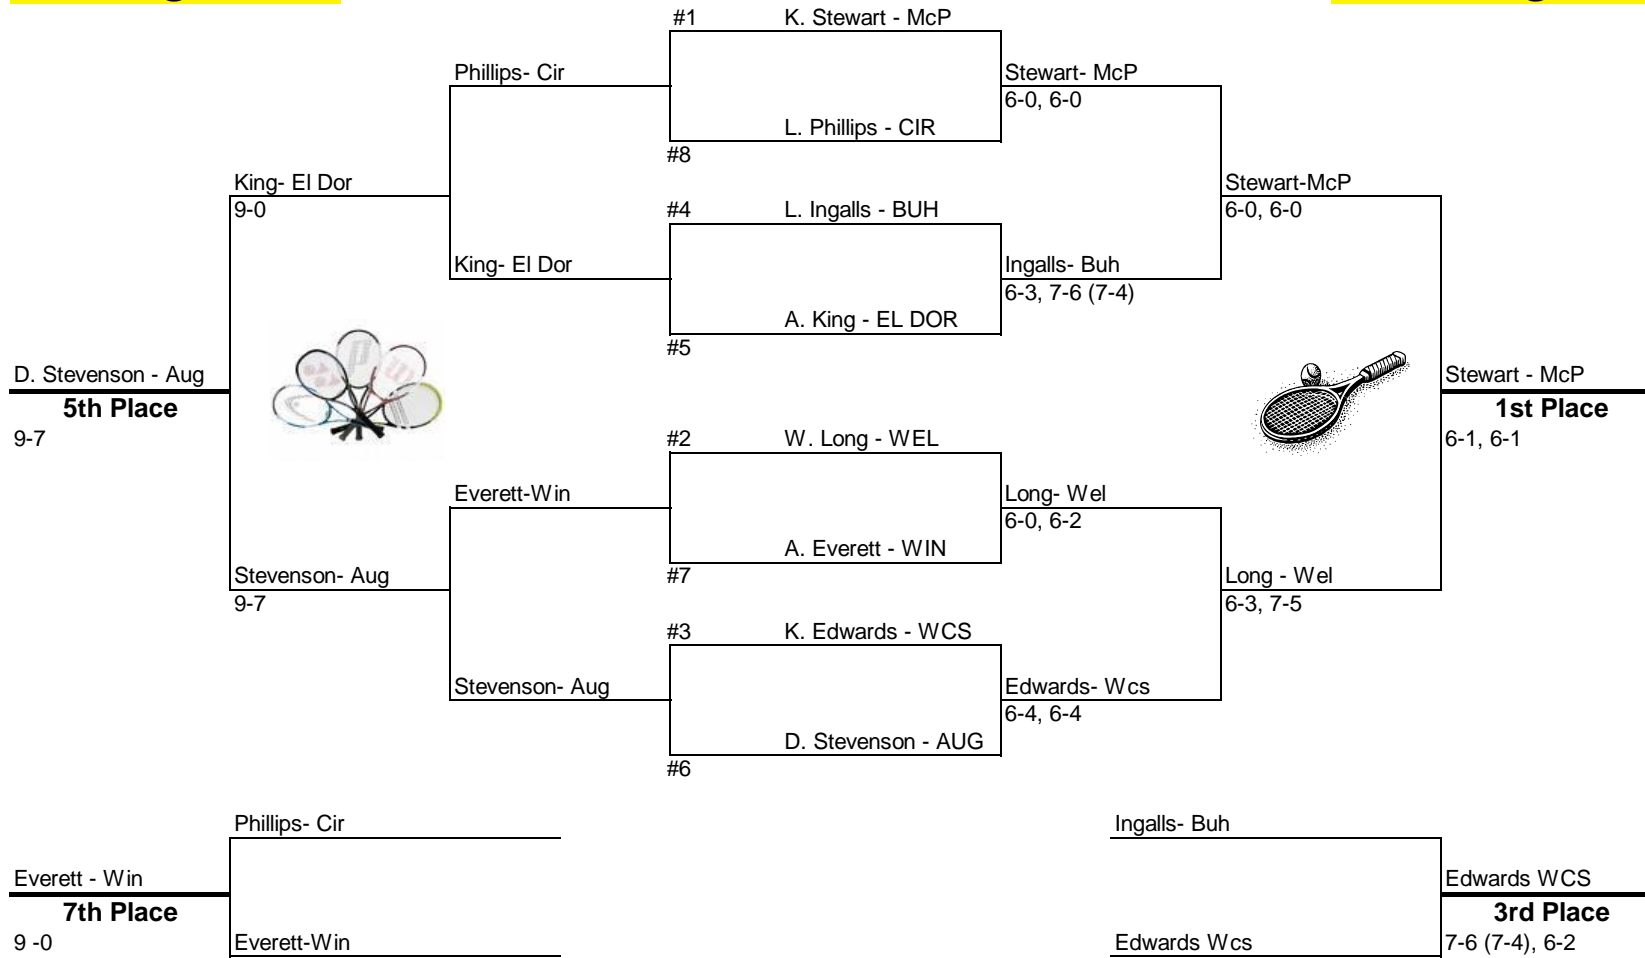 #1 K. Stewart - McP
Phillips- Cir
Stewart- McP
6-0, 6-0
L. Phillips - CIR
#8
King- El Dor
9-0
#4 L. Ingalls - BUH
Stewart-McP
6-0, 6-0
King- El Dor
Ingalls- Buh
6-3, 7-6 (7-4)
A. King - EL DOR
#5
D. Stevenson - Aug
5th Place
9-7
Stewart - McP
1st Place
6-1, 6-1
#2 W. Long - WEL
Everett-Win
Long- Wel
6-0, 6-2
A. Everett - WIN
#7
Stevenson- Aug
9-7
Long - Wel
6-3, 7-5
#3 K. Edwards - WCS
Stevenson- Aug
Edwards- Wcs
6-4, 6-4
D. Stevenson - AUG
#6
Phillips- Cir
Ingalls- Buh
Everett - Win
7th Place
9 -0
Everett-Win
Edwards WCS
3rd Place
7-6 (7-4), 6-2
Edwards Wcs